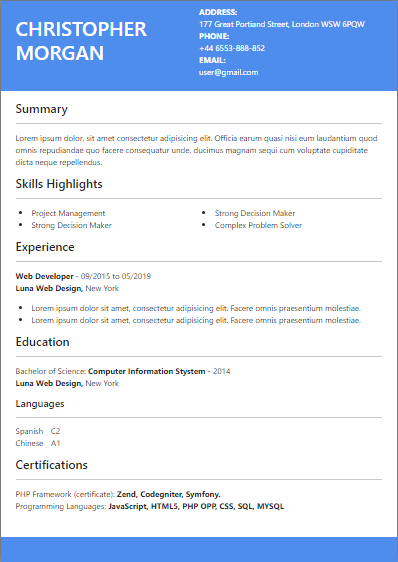 CHRISTOPHER
MORGAN
ADDRESS:
177 Great Portiand Street, London WSW 6PQW
PHONE:
+44 6553-888-852
EMAIL:
user@gmail.com
Summary
Lorem ipsum dolor, sit amet consectetur adipisicing elit. Officia earum quasi nisi eum laudantium quod
omnis repudiandae quo facere consequatur unde, ducimus magnam sequi cum voluptates cupiditate
dicta neque repellendus.
Skills Highlights
• Project Management
• Strong Decision Maker
• Strong Decision Maker
• Complex Problem Solver
Experience
Web Developer - 09/2015 to 05/2019
Luna Web Design, New York
• Lorem ipsum dolor sit amet, consectetur adipisicing elit. Facere omnis praesentium molestiae.
• Lorem ipsum dolor sit amet, consectetur adipisicing elit. Facere omnis praesentium molestiae.
Education
Bachelor of Science: Computer Information Stystem - 2014
Luna Web Design, New York
Languages
Spanish C2
Chinese A1
Certifications
PHP Framework (certificate): Zend, Codegniter, Symfony.
Programming Languages: JavaScript, HTML5, PHP OPP, CSS, SQL, MYSQL